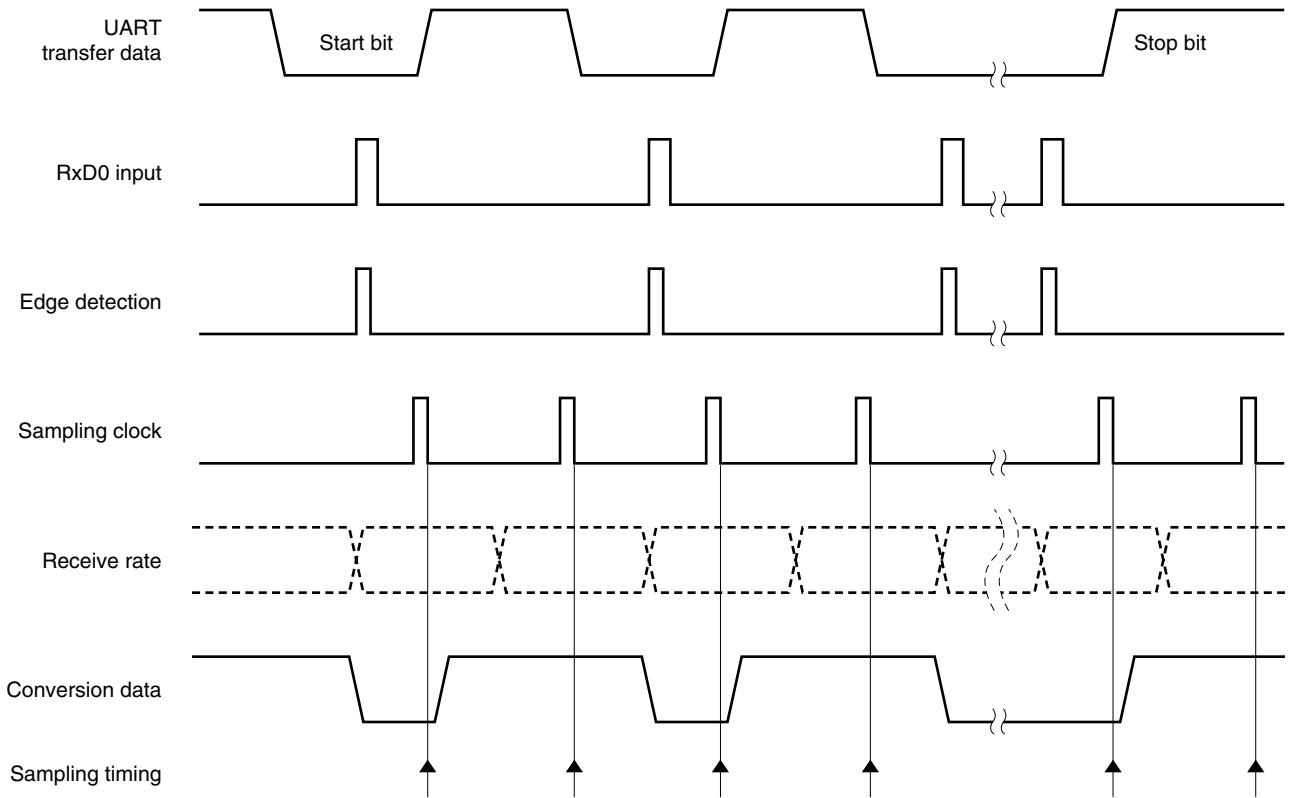 UART
transfer data
Start bit
Stop bit
RxD0 input
Edge detection
Sampling clock
Receive rate
Conversion data
Sampling timing